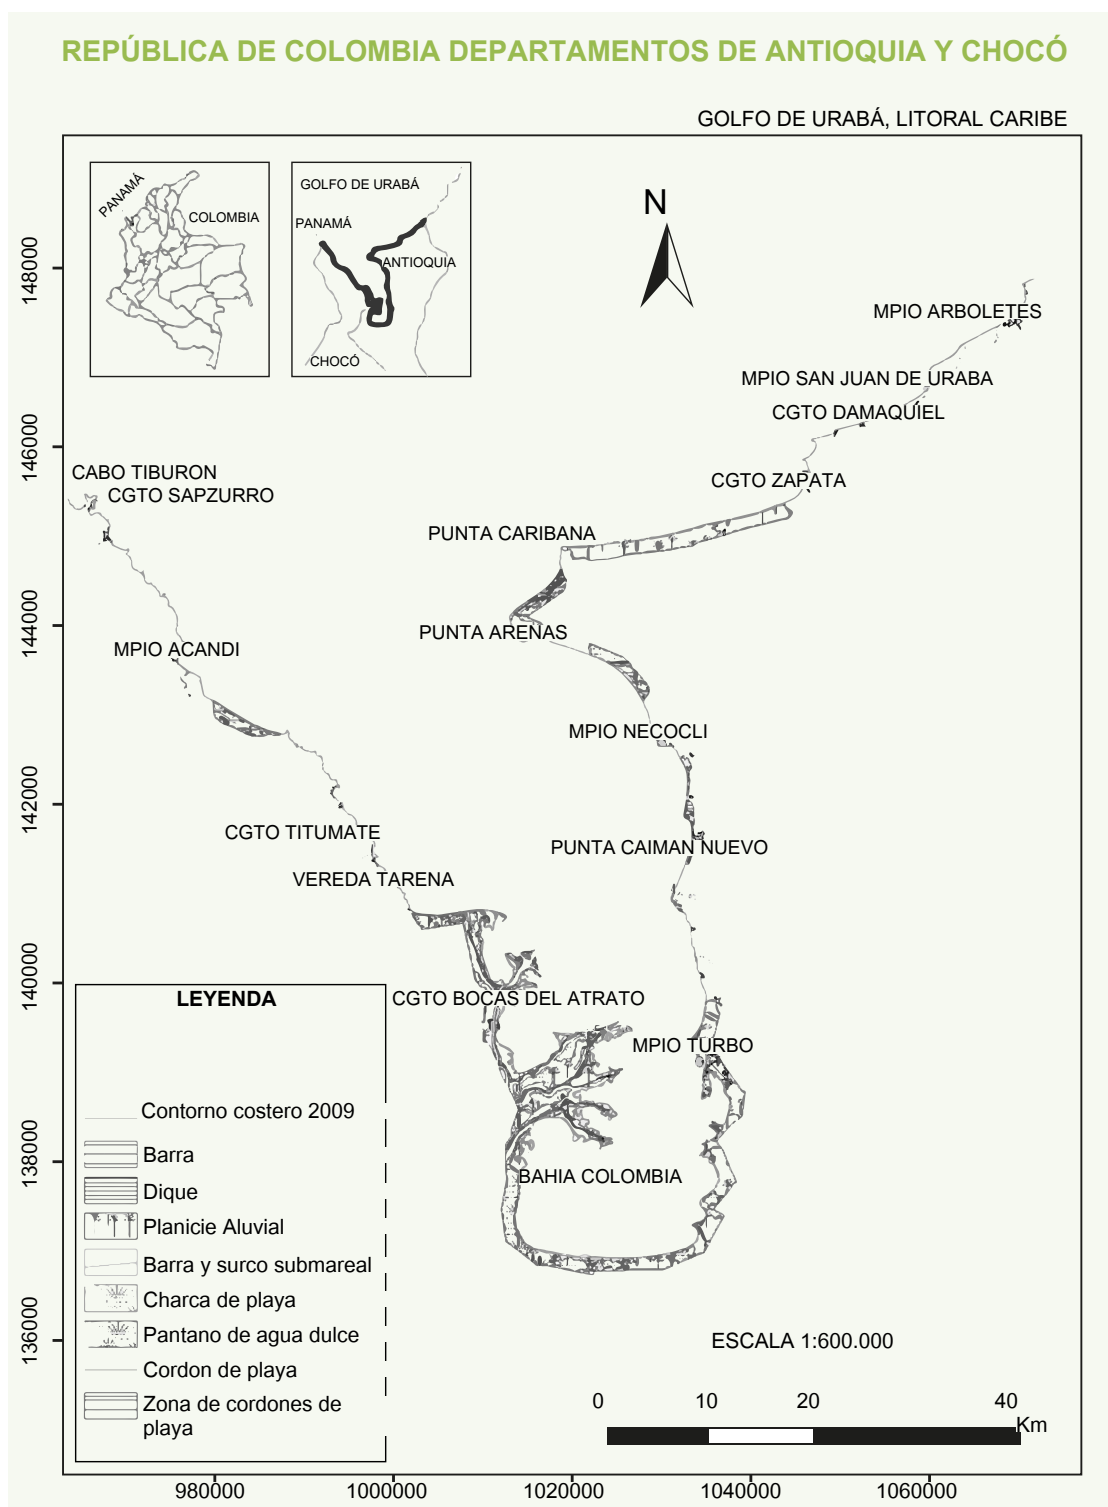 REPÚBLICA DE COLOMBIA DEPARTAMENTOS DE ANTIOQUIA Y CHOCÓ
GOLFO DE URABÁ, LITORAL CARIBE
PANAMÁ
COLOMBIA
GOLFO DE URABÁ
PANAMÁ
ANTIOQUIA
CHOCÓ
N
148000
146000
144000
142000
140000
138000
136000
MPIO ARBOLETES
MPIO SAN JUAN DE URABA
CGTO DAMAQUIEL
CGTO ZAPATA
CABO TIBURON
CGTO SAPZURRO
PUNTA CARIBANA
PUNTA ARENAS
MPIO ACANDI
MPIO NECOCLI
CGTO TITUMATE
PUNTA CAIMAN NUEVO
VEREDA TARENA
CGTO BOCAS DEL ATRATO
MPIO TURBO
BAHIA COLOMBIA
LEYENDA
Contorno costero 2009
Barra
Dique
Planicie Aluvial
Barra y surco submareal
Charca de playa
Pantano de agua dulce
Cordon de playa
Zona de cordones de
playa
ESCALA 1:600.000
0 10 20 40
Km
980000 1000000 1020000 1040000 1060000